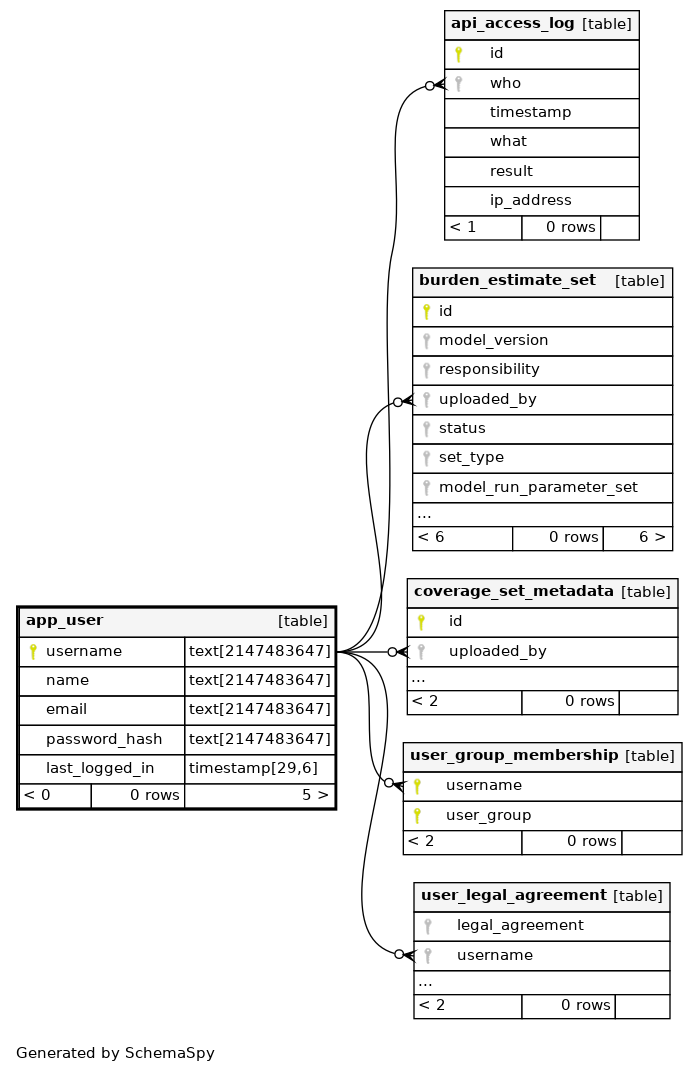 api_access_log [table]
id
who
timestamp
what
result
ip_address
< 1 0 rows
burden_estimate_set [table]
id
model_version
responsibility
uploaded_by
status
set_type
model_run_parameter_set
...
< 6 0 rows 6 >
coverage_set_metadata [table]
id
uploaded_by
...
< 2 0 rows
app_user [table]
username text[2147483647]
name text[2147483647]
email text[2147483647]
password_hash text[2147483647]
last_logged_in timestamp[29,6]
< 0 0 rows 5 >
user_group_membership [table]
username
user_group
< 2 0 rows
user_legal_agreement [table]
legal_agreement
username
...
< 2 0 rows
Generated by SchemaSpy